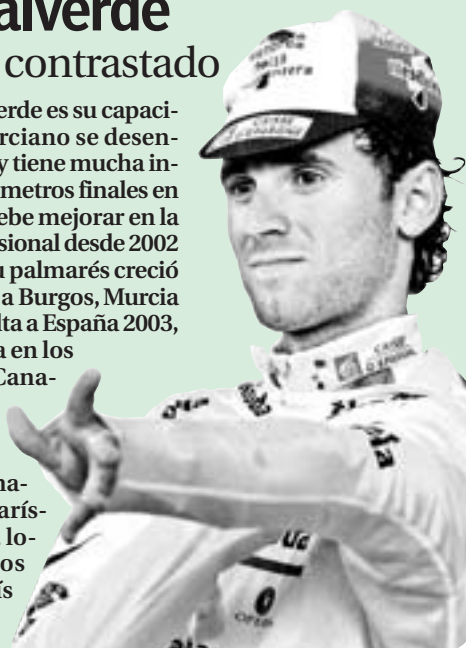 alverde
contrastado
erde es su capaci-
rciano se desen-
y tiene mucha in-
metros finales en
ebe mejorar en la
sional desde 2002
u palmarés creció
a Burgos, Murcia
lta a España 2003,
a en los
Cana-
na-
arís-
lo-
os
ís